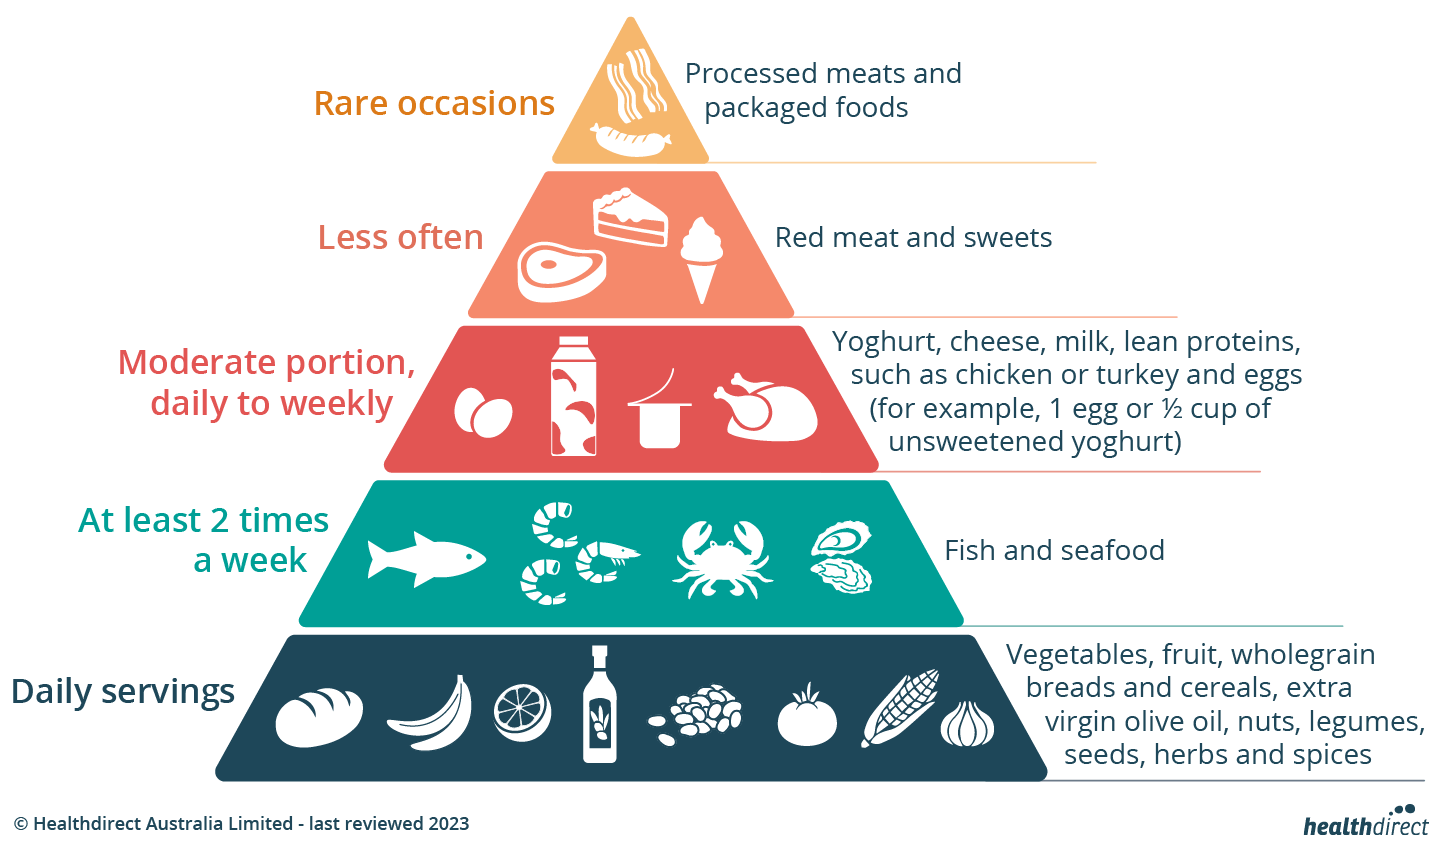 Rare occasions
Processed meats and
packaged foods
Less often
Red meat and sweets
Moderate portion,
daily to weekly
Yoghurt, cheese, milk, lean proteins,
such as chicken or turkey and eggs
(for example, 1 egg or ½ cup of
unsweetened yoghurt)
At least 2 times
a week
Fish and seafood
Daily servings
Vegetables, fruit, wholegrain
breads and cereals, extra
virgin olive oil, nuts, legumes,
seeds, herbs and spices
© Healthdirect Australia Limited - last reviewed 2023
healthdirect